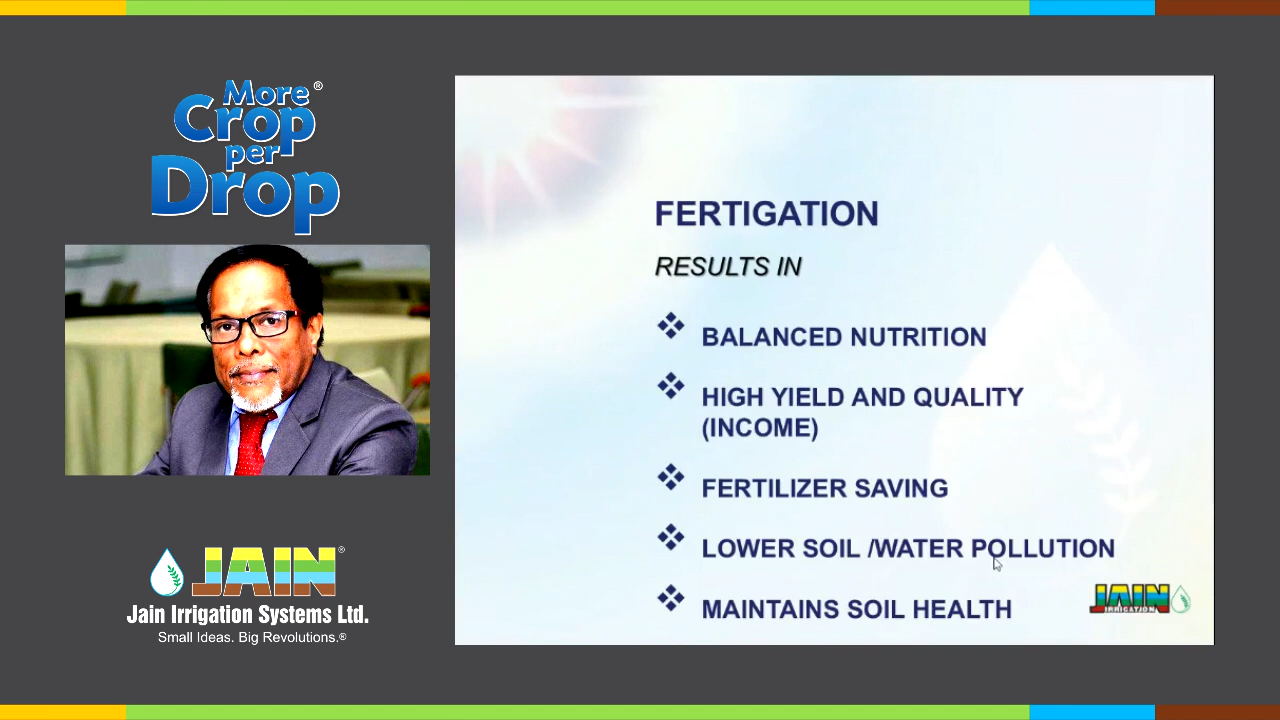 More®
Crop
per
Drop
JAIN®
Jain Irrigation Systems Ltd.
Small Ideas. Big Revolutions.®
FERTIGATION
RESULTS IN
BALANCED NUTRITION
HIGH YIELD AND QUALITY
(INCOME)
FERTILIZER SAVING
LOWER SOIL /WATER POLLUTION
MAINTAINS SOIL HEALTH
JAIN
IRRIGATION